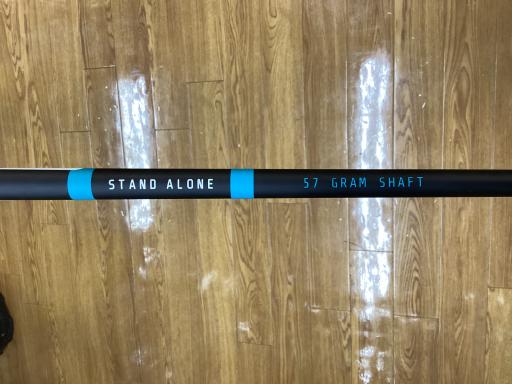 STAND ALONE 57 GRAM SHAFT